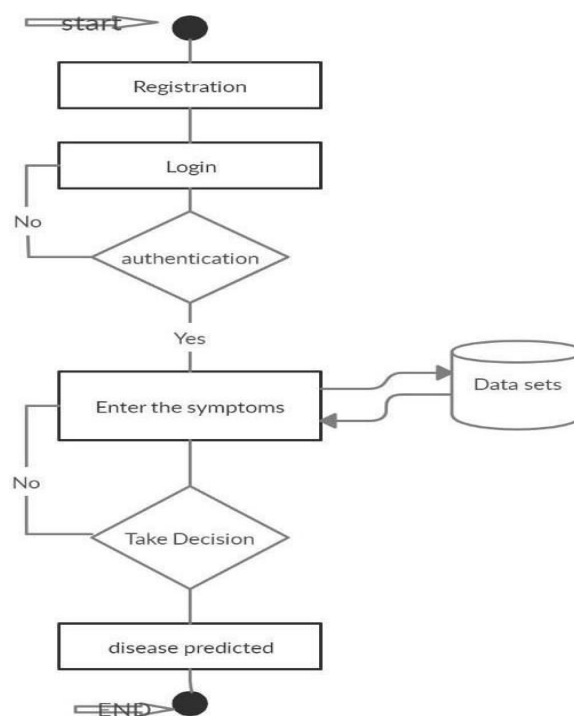 start
Registration
Login
No
authentication
Yes
Enter the symptoms
Data sets
No
Take Decision
disease predicted
END